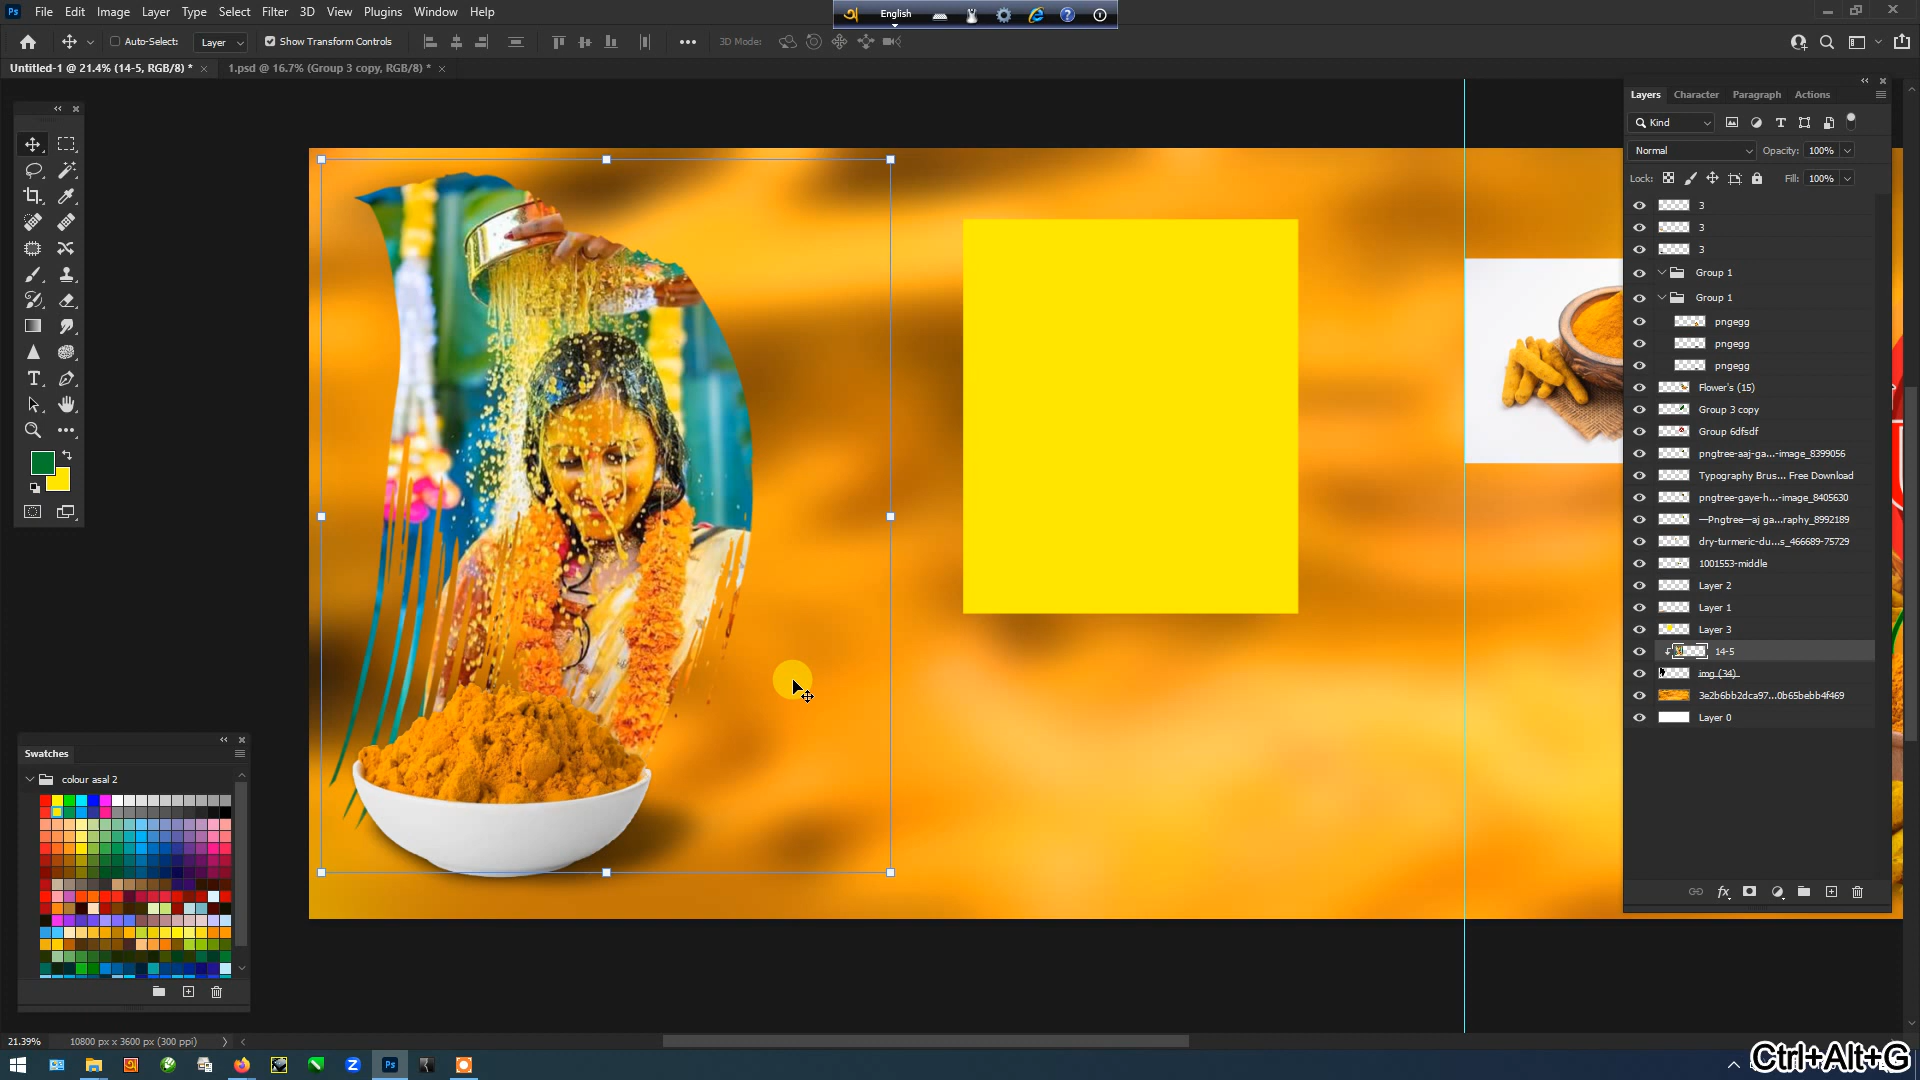 Ps File Edit Image Layer Type Select Filter 3D View Plugins Window Help
অ English
Auto-Select: Layer Show Transform Controls 3D Mode:
Untitled-1 @ 21.4% (14-5, RGB/8) * × 1.psd @ 16.7% (Group 3 copy, RGB/8) * ×
Layers Character Paragraph Actions
Kind
Normal Opacity: 100%
Lock: Fill: 100%
3
3
3
Group 1
Group 1
pngegg
pngegg
pngegg
Flower's (15)
Group 3 copy
Group 6dfsdf
pngtree-aaj-ga...-image_8399056
Typography Brus... Free Download
pngtree-gaye-h...-image_8405630
—Pngtree—aj ga...raphy_8992189
dry-turmeric-du...s_466689-75729
1001553-middle
Layer 2
Layer 1
Layer 3
14-5
img (34)
3e2b6bb2dca97...0b65bebb4f469
Layer 0
Swatches
colour asal 2
21.39% 10800 px x 3600 px (300 ppi)
Ctrl+Alt+G